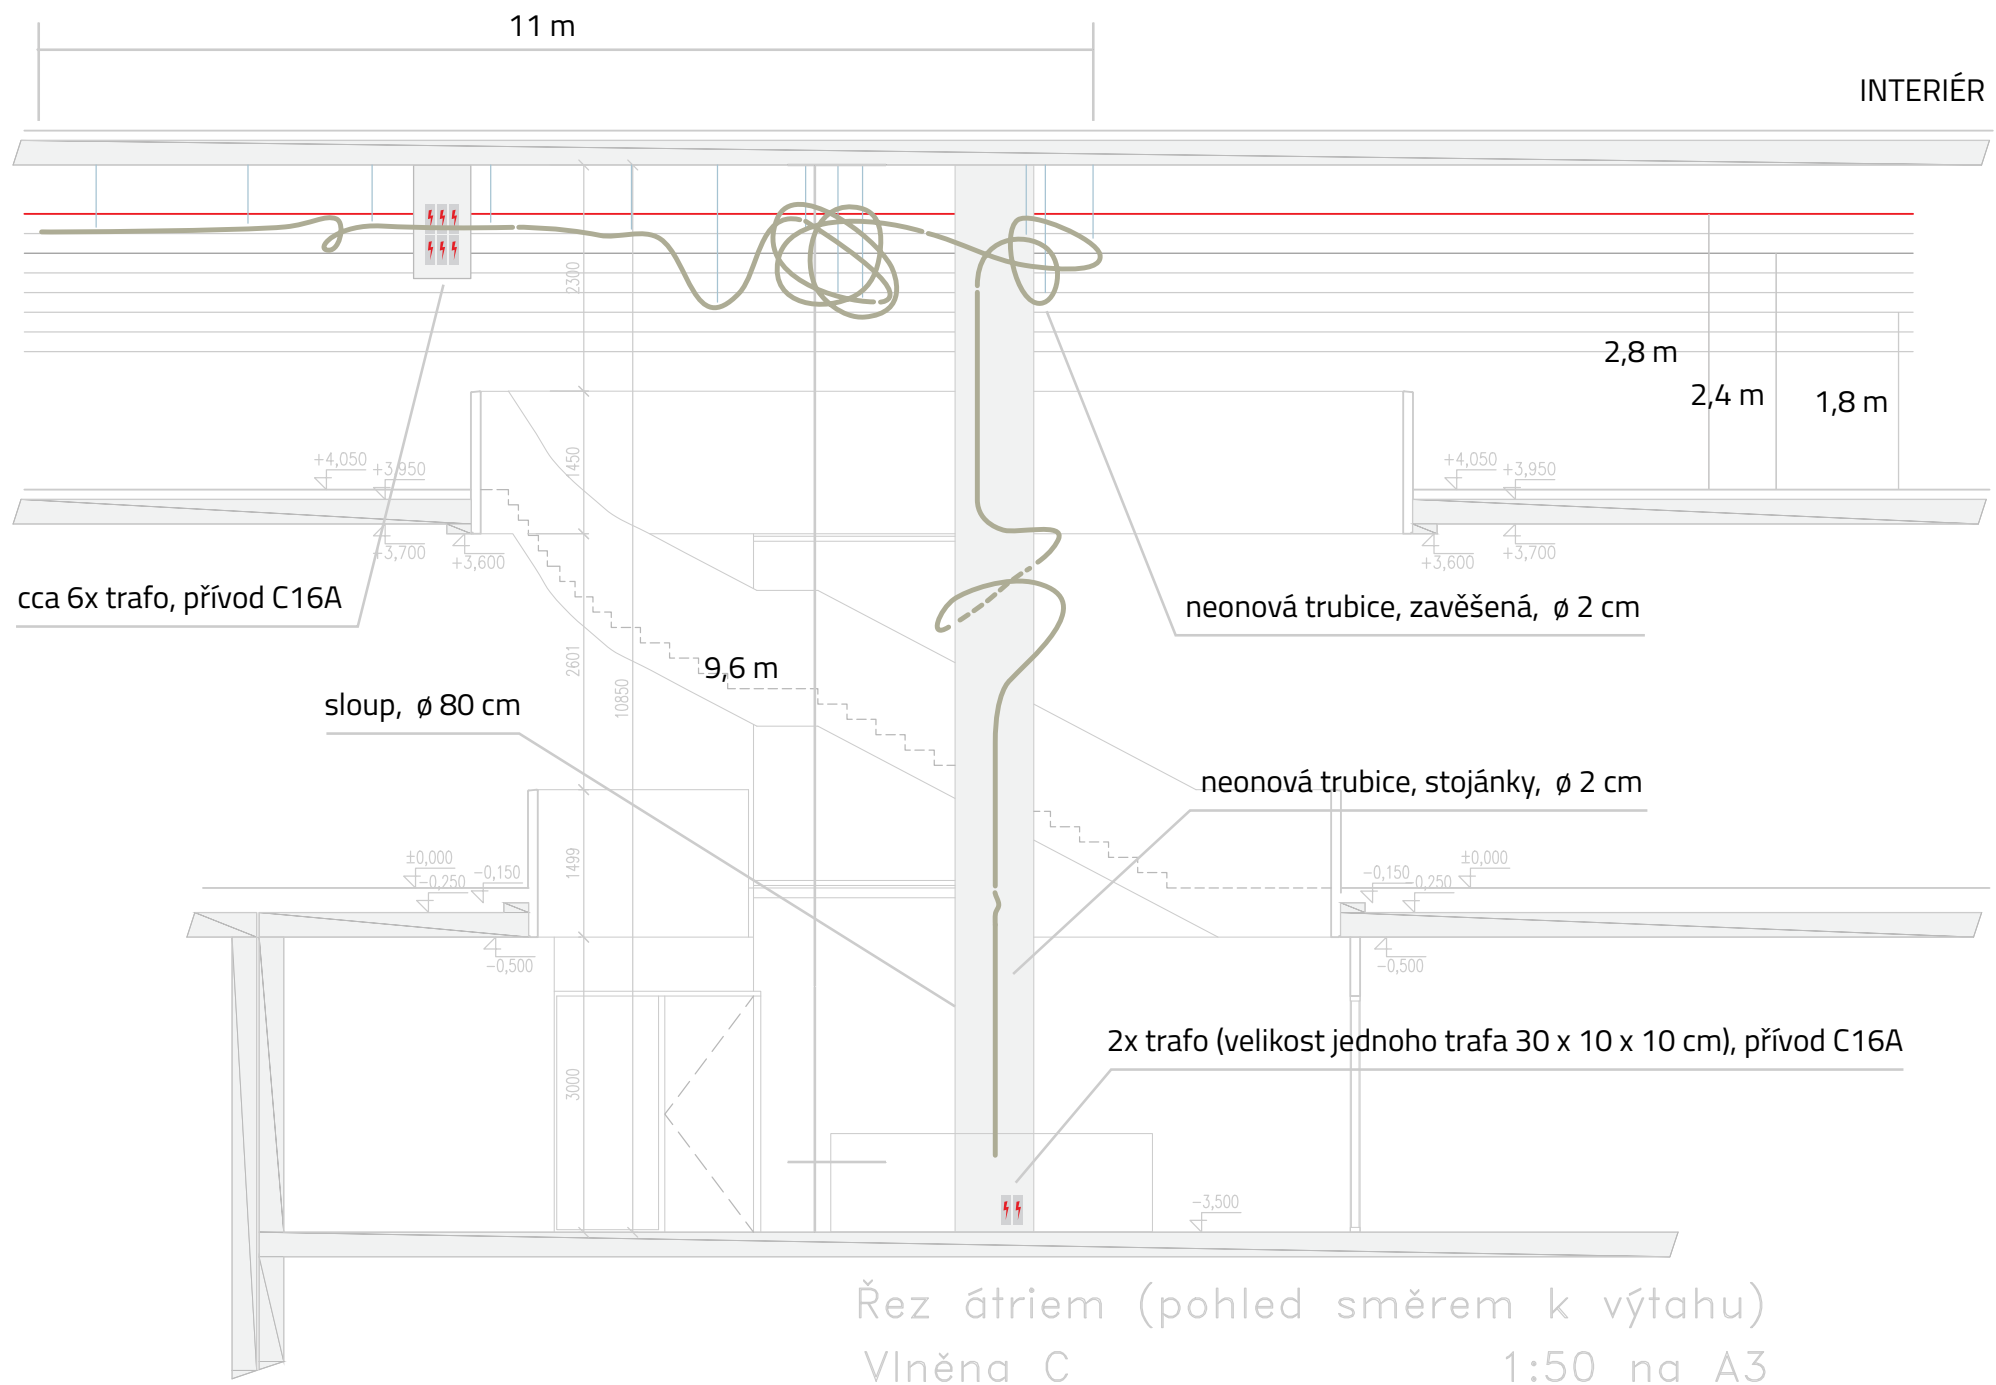 11 m
INTERIÉR
2300
2,8 m
2,4 m
1,8 m
1450
+4,050
+3,950
+4,050
+3,950
+3,700
+3,600
+3,600
+3,700
cca 6x trafo, přívod C16A
neonová trubice, zavěšená, ø 2 cm
2601
9,6 m
10850
sloup, ø 80 cm
neonová trubice, stojánky, ø 2 cm
1499
±0,000
-0,150
-0,250
-0,150
±0,000
-0,250
-0,500
-0,500
2x trafo (velikost jednoho trafa 30 x 10 x 10 cm), přívod C16A
3000
-3,500
Řez átriem (pohled směrem k výtahu)
Vlněna C 1:50 na A3